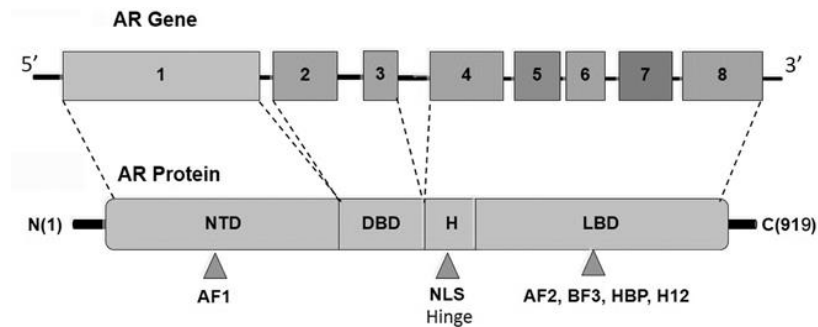 AR Gene
5’ 1 2 3 4 5 6 7 8 3’
AR Protein
N(1) NTD DBD H LBD C(919)
AF1 NLS AF2, BF3, HBP, H12
Hinge